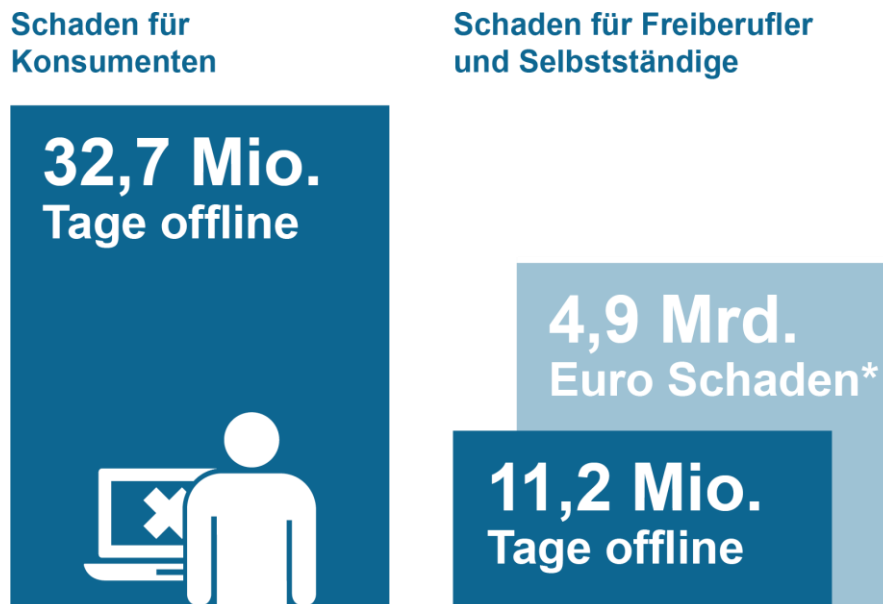 Schaden für
Konsumenten
32,7 Mio.
Tage offline
Schaden für Freiberufler
und Selbstständige
4,9 Mrd.
Euro Schaden*
11,2 Mio.
Tage offline